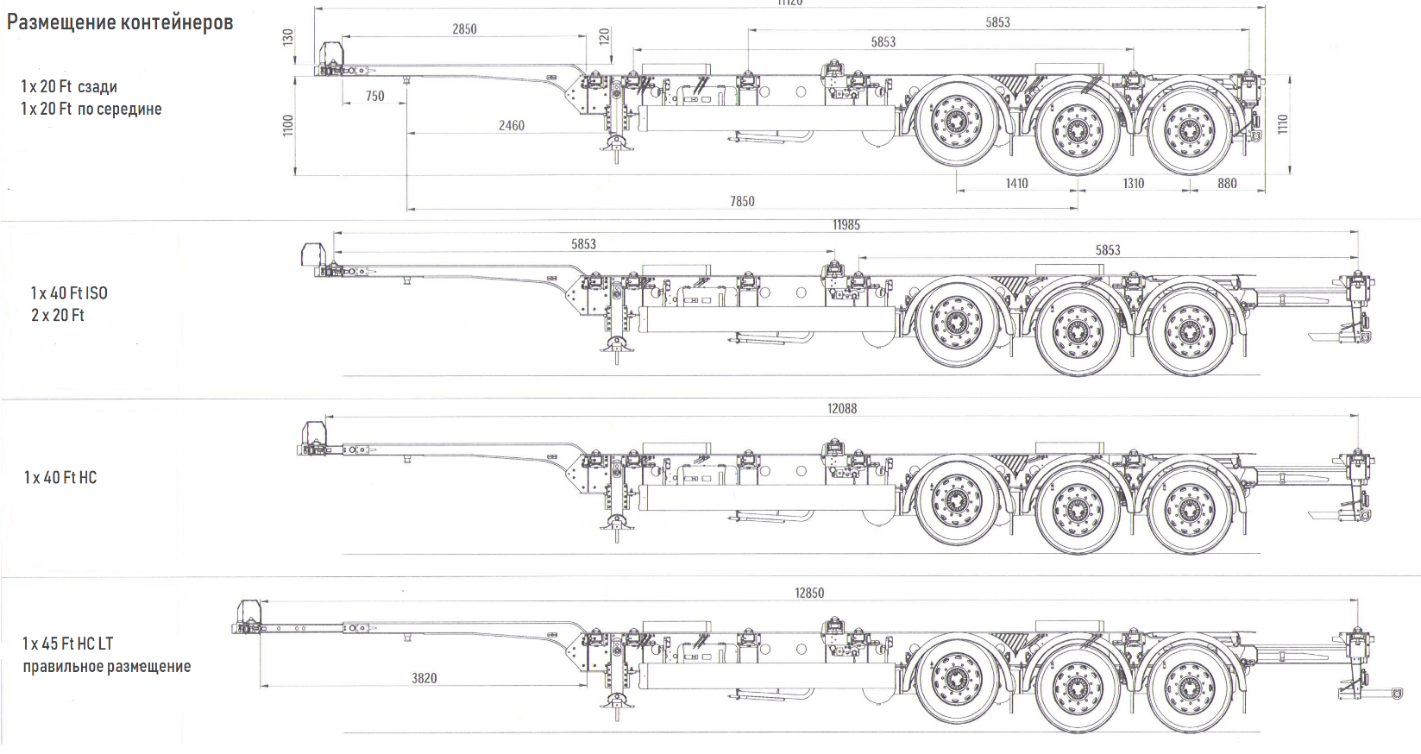 11120
Размещение контейнеров
5853
2850
130
120
5853
1 x 20 Ft сзади
1 x 20 Ft по середине
750
1100
2460
1110
1410
1310
880
7850
11985
5853
5853
1 x 40 Ft ISO
2 x 20 Ft
12088
1 x 40 Ft HC
12850
1 x 45 Ft HC LT
правильное размещение
3820